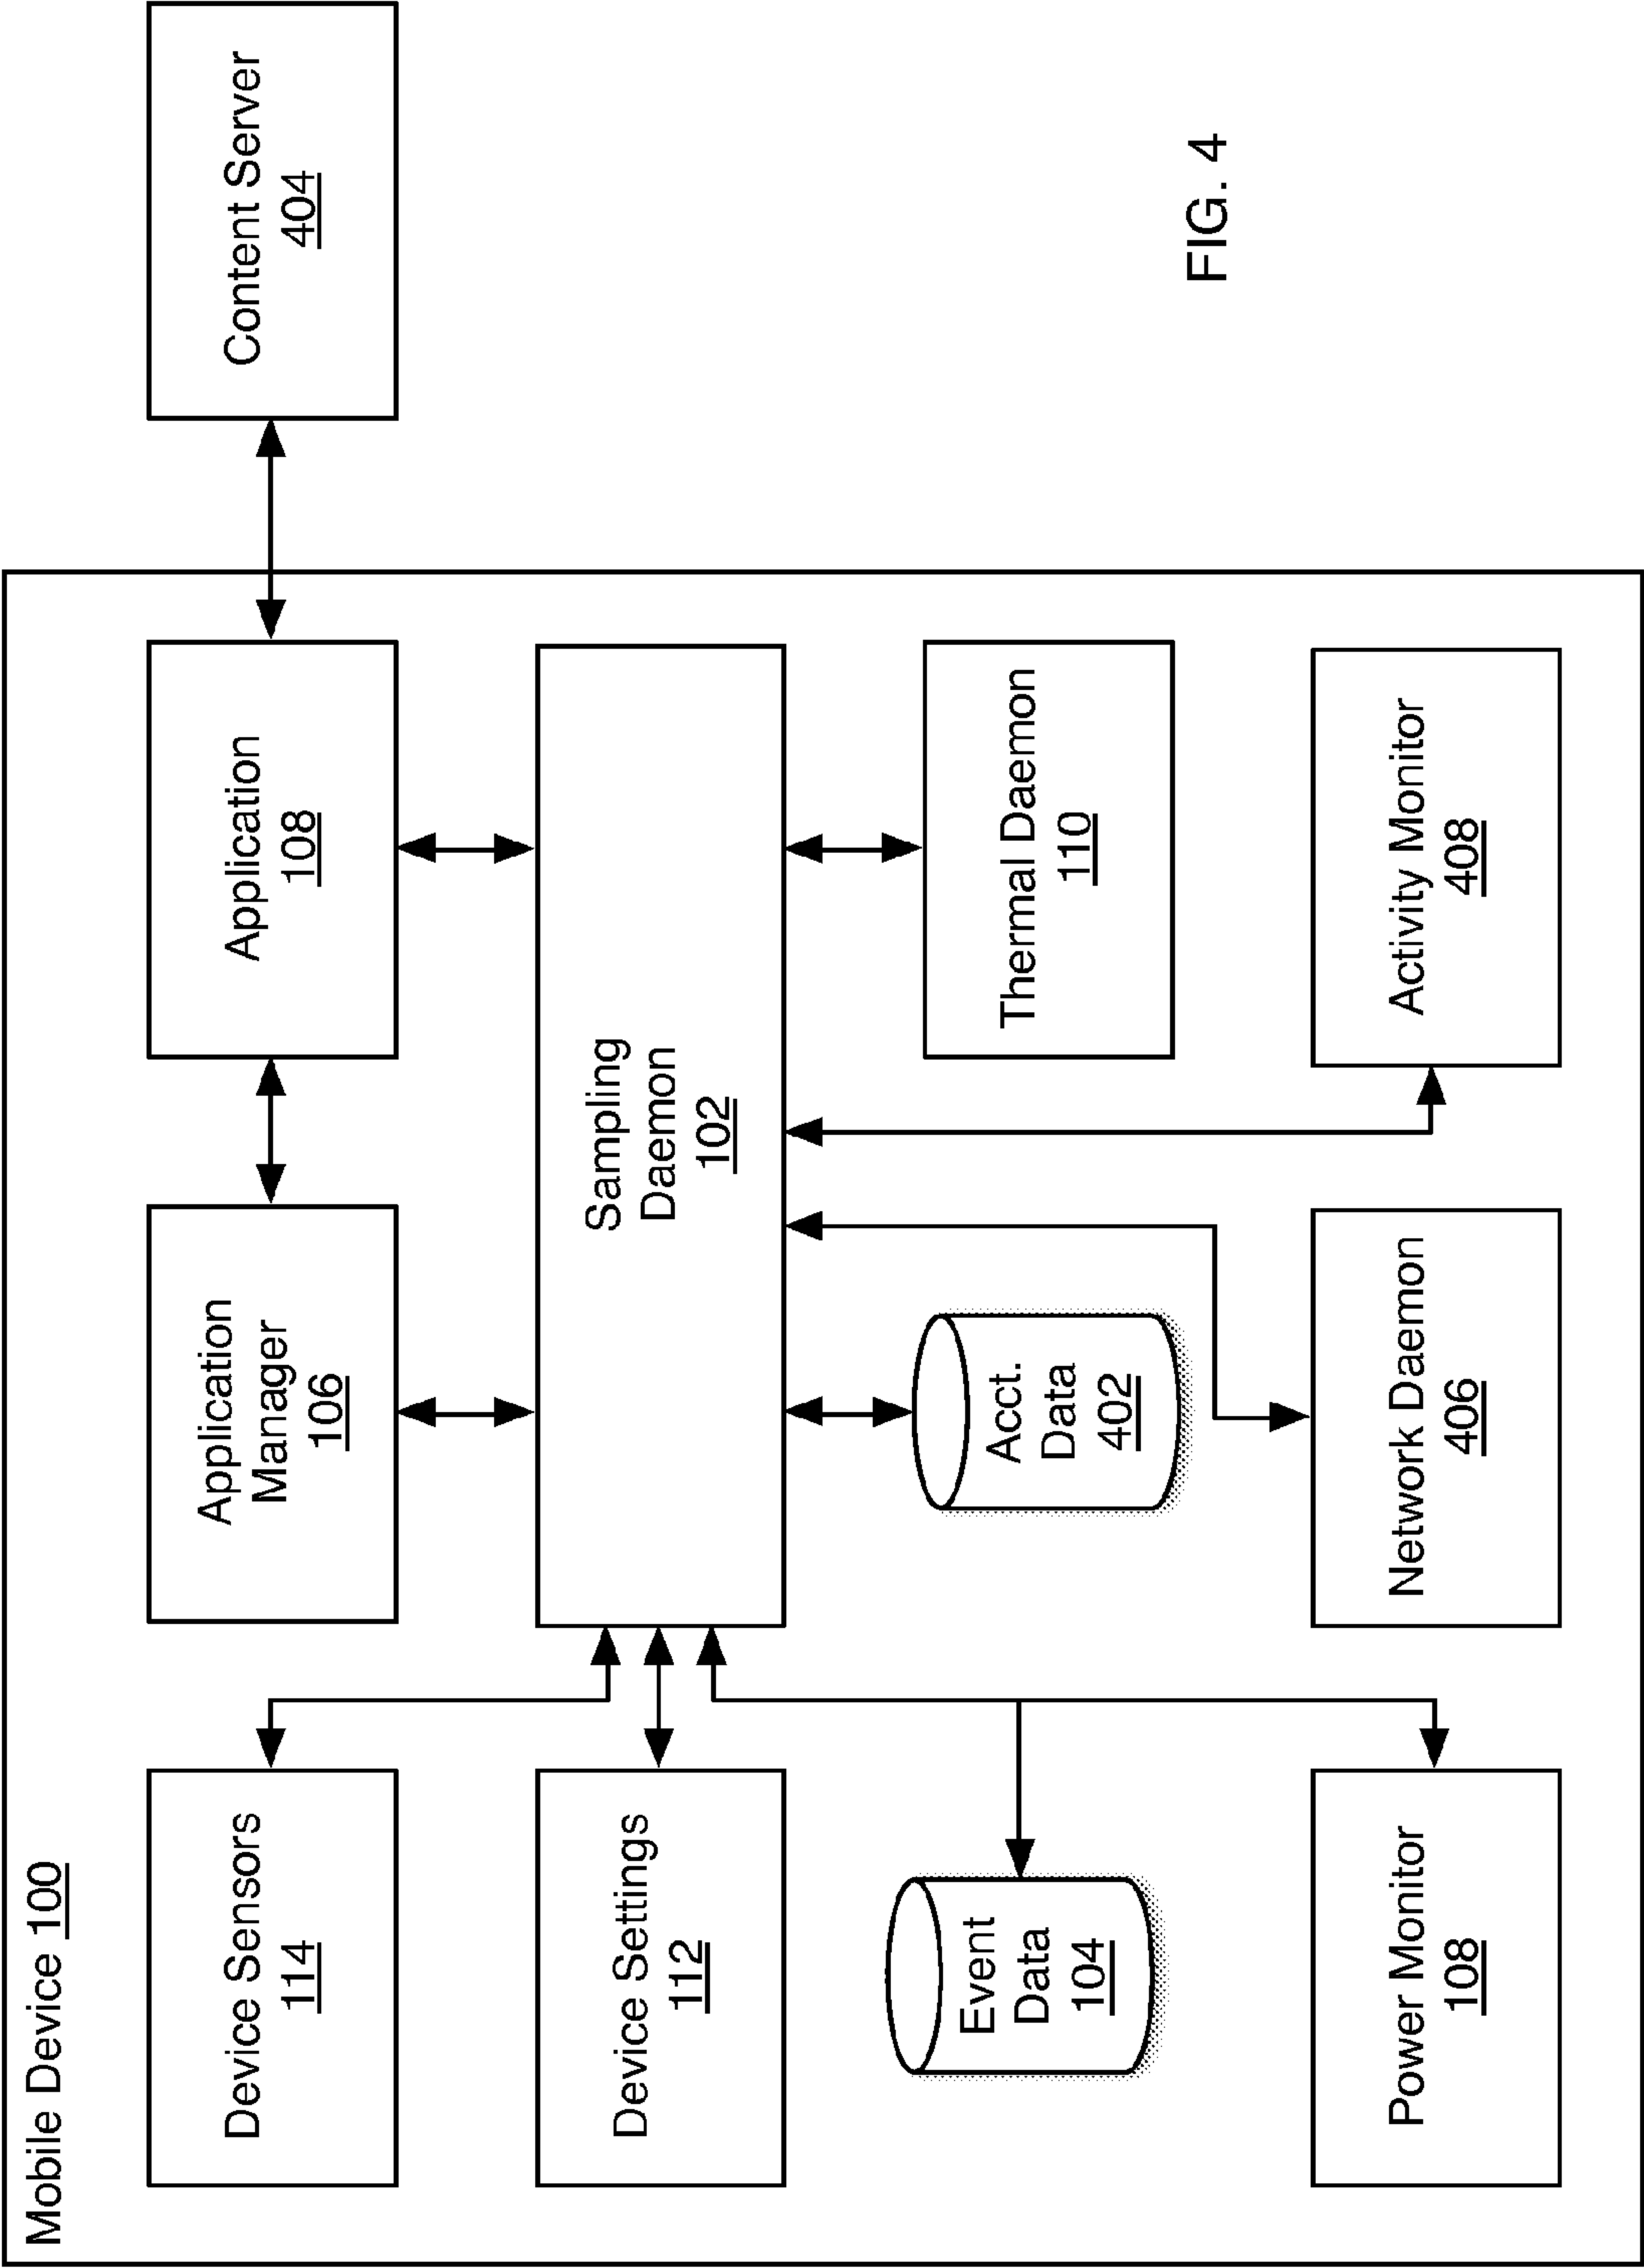 Mobile Device 100
Device Sensors
114
Application
Manager
106
Application
108
Content Server
404
Device Settings
112
Sampling
Daemon
102
Event
Data
104
Acct.
Data
402
Thermal Daemon
110
Power Monitor
108
Network Daemon
406
Activity Monitor
408
FIG. 4